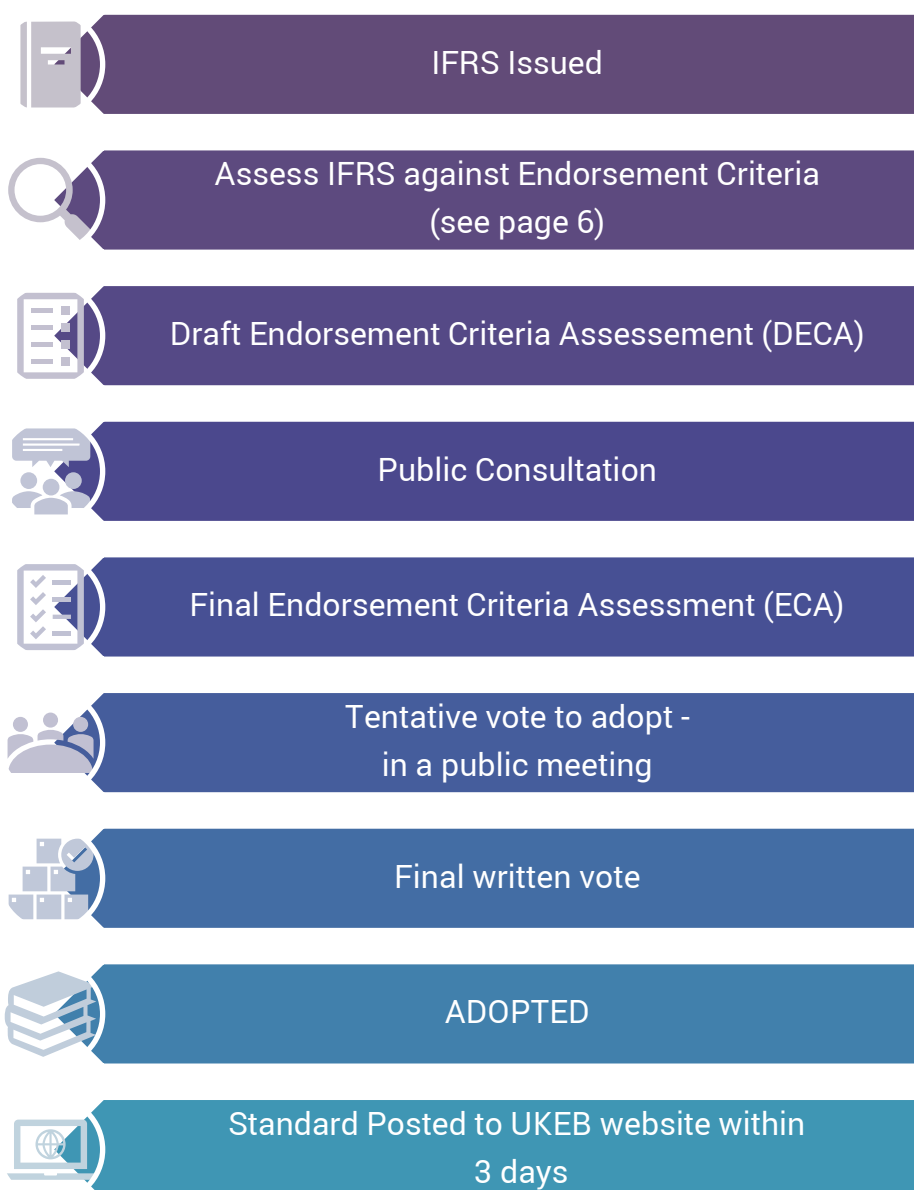 IFRS Issued
Assess IFRS against Endorsement Criteria
(see page 6)
Draft Endorsement Criteria Assessement (DECA)
Public Consultation
Final Endorsement Criteria Assessment (ECA)
Tentative vote to adopt -
in a public meeting
Final written vote
ADOPTED
Standard Posted to UKEB website within
3 days